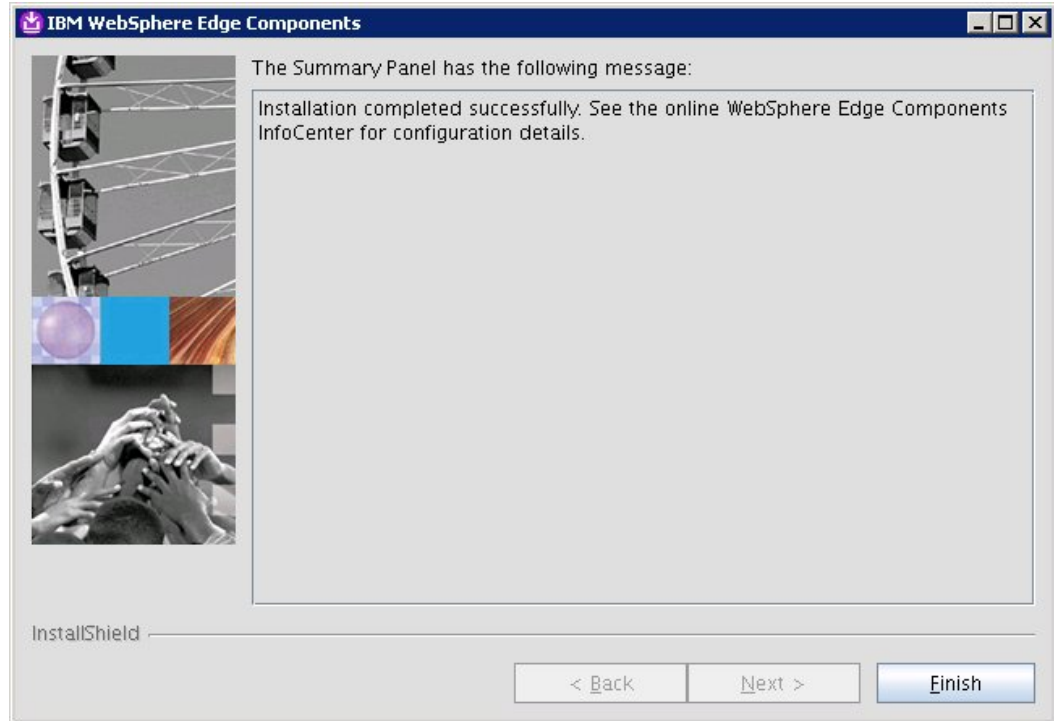 IBM WebSphere Edge Components
The Summary Panel has the following message:
Installation completed successfully. See the online WebSphere Edge Components
InfoCenter for configuration details.
InstallShield
< Back
Next >
Finish